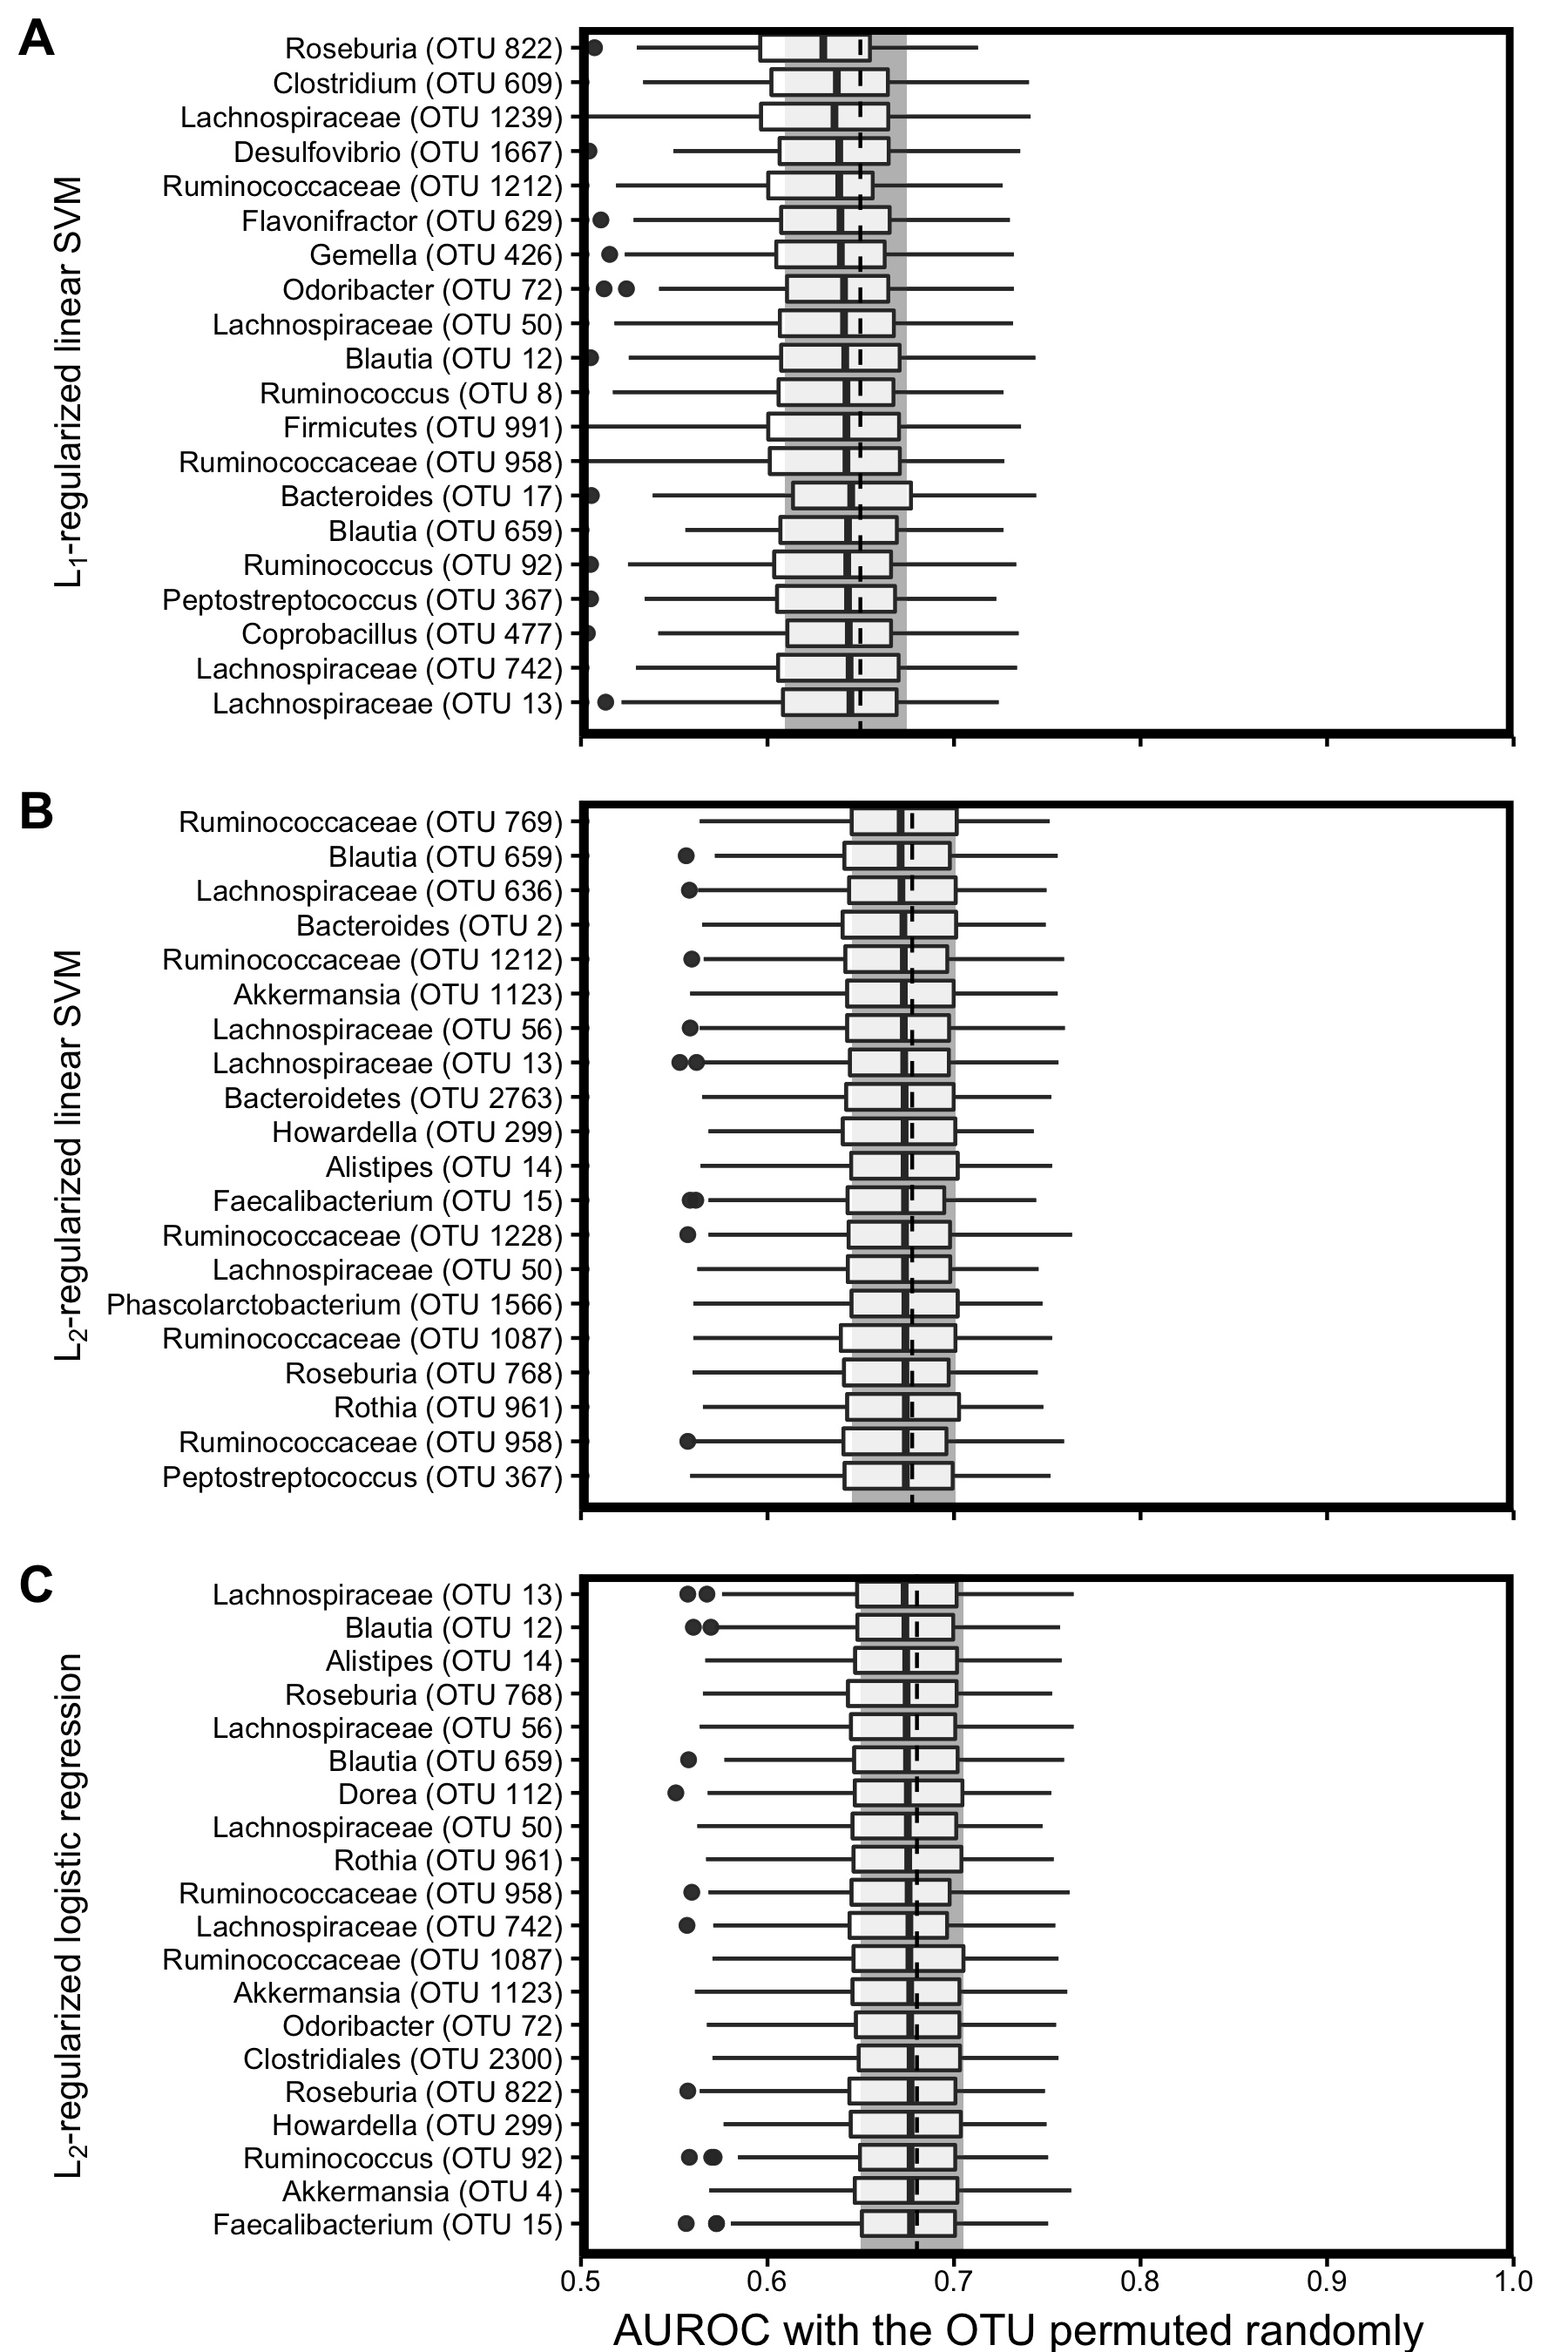 A
L1-regularized linear SVM
Roseburia (OTU 822)
Clostridium (OTU 609)
Lachnospiraceae (OTU 1239)
Desulfovibrio (OTU 1667)
Ruminococcaceae (OTU 1212)
Flavonifractor (OTU 629)
Gemella (OTU 426)
Odoribacter (OTU 72)
Lachnospiraceae (OTU 50)
Blautia (OTU 12)
Ruminococcus (OTU 8)
Firmicutes (OTU 991)
Ruminococcaceae (OTU 958)
Bacteroides (OTU 17)
Blautia (OTU 659)
Ruminococcus (OTU 92)
Peptostreptococcus (OTU 367)
Coprobacillus (OTU 477)
Lachnospiraceae (OTU 742)
Lachnospiraceae (OTU 13)
B
L2-regularized linear SVM
Ruminococcaceae (OTU 769)
Blautia (OTU 659)
Lachnospiraceae (OTU 636)
Bacteroides (OTU 2)
Ruminococcaceae (OTU 1212)
Akkermansia (OTU 1123)
Lachnospiraceae (OTU 56)
Lachnospiraceae (OTU 13)
Bacteroidetes (OTU 2763)
Howardella (OTU 299)
Alistipes (OTU 14)
Faecalibacterium (OTU 15)
Ruminococcaceae (OTU 1228)
Lachnospiraceae (OTU 50)
Phascolarctobacterium (OTU 1566)
Ruminococcaceae (OTU 1087)
Roseburia (OTU 768)
Rothia (OTU 961)
Ruminococcaceae (OTU 958)
Peptostreptococcus (OTU 367)
C
L2-regularized logistic regression
Lachnospiraceae (OTU 13)
Blautia (OTU 12)
Alistipes (OTU 14)
Roseburia (OTU 768)
Lachnospiraceae (OTU 56)
Blautia (OTU 659)
Dorea (OTU 112)
Lachnospiraceae (OTU 50)
Rothia (OTU 961)
Ruminococcaceae (OTU 958)
Lachnospiraceae (OTU 742)
Ruminococcaceae (OTU 1087)
Akkermansia (OTU 1123)
Odoribacter (OTU 72)
Clostridiales (OTU 2300)
Roseburia (OTU 822)
Howardella (OTU 299)
Ruminococcus (OTU 92)
Akkermansia (OTU 4)
Faecalibacterium (OTU 15)
0.5 0.6 0.7 0.8 0.9 1.0
AUROC with the OTU permuted randomly